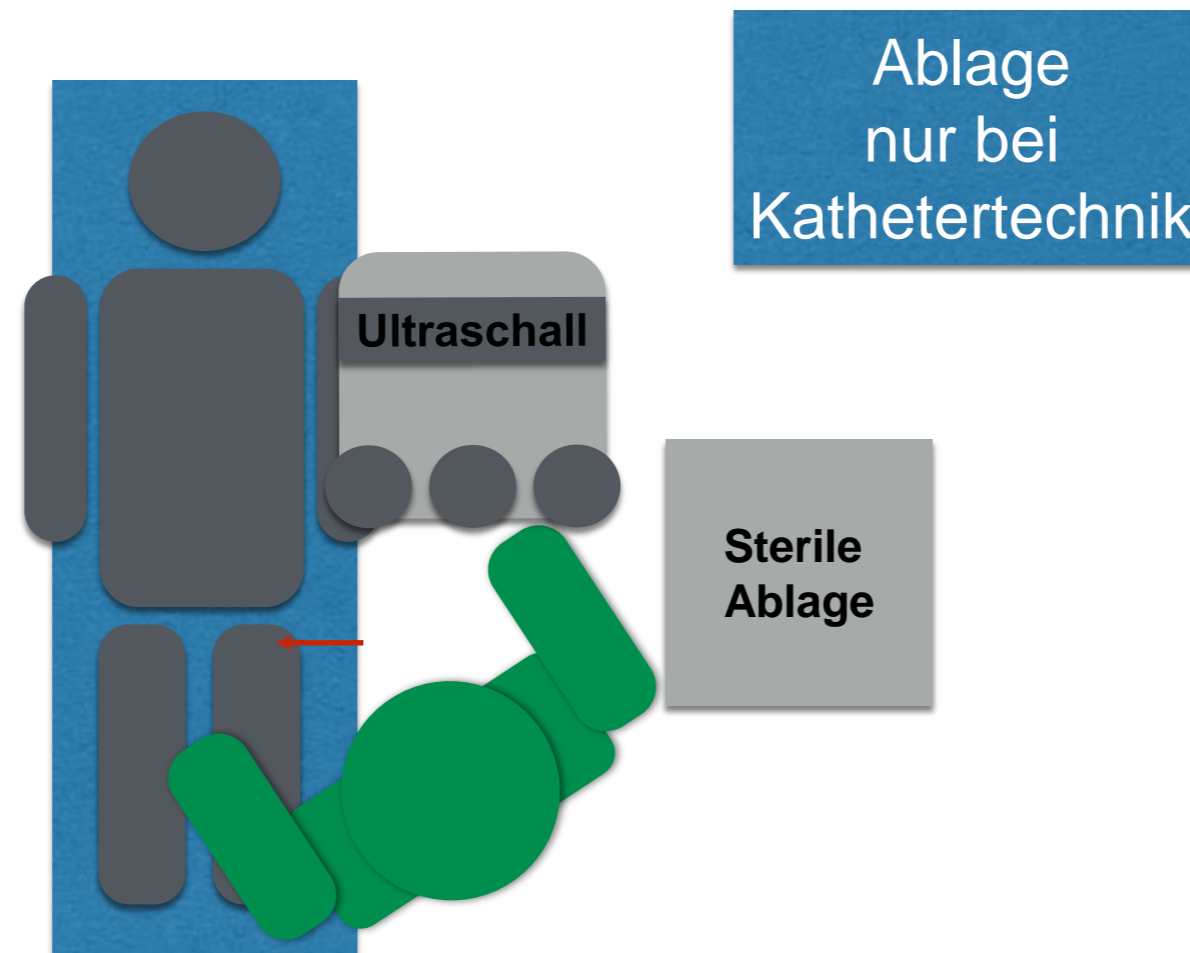 Ablage
nur bei
Kathetertechnik
Ultraschall
Sterile
Ablage